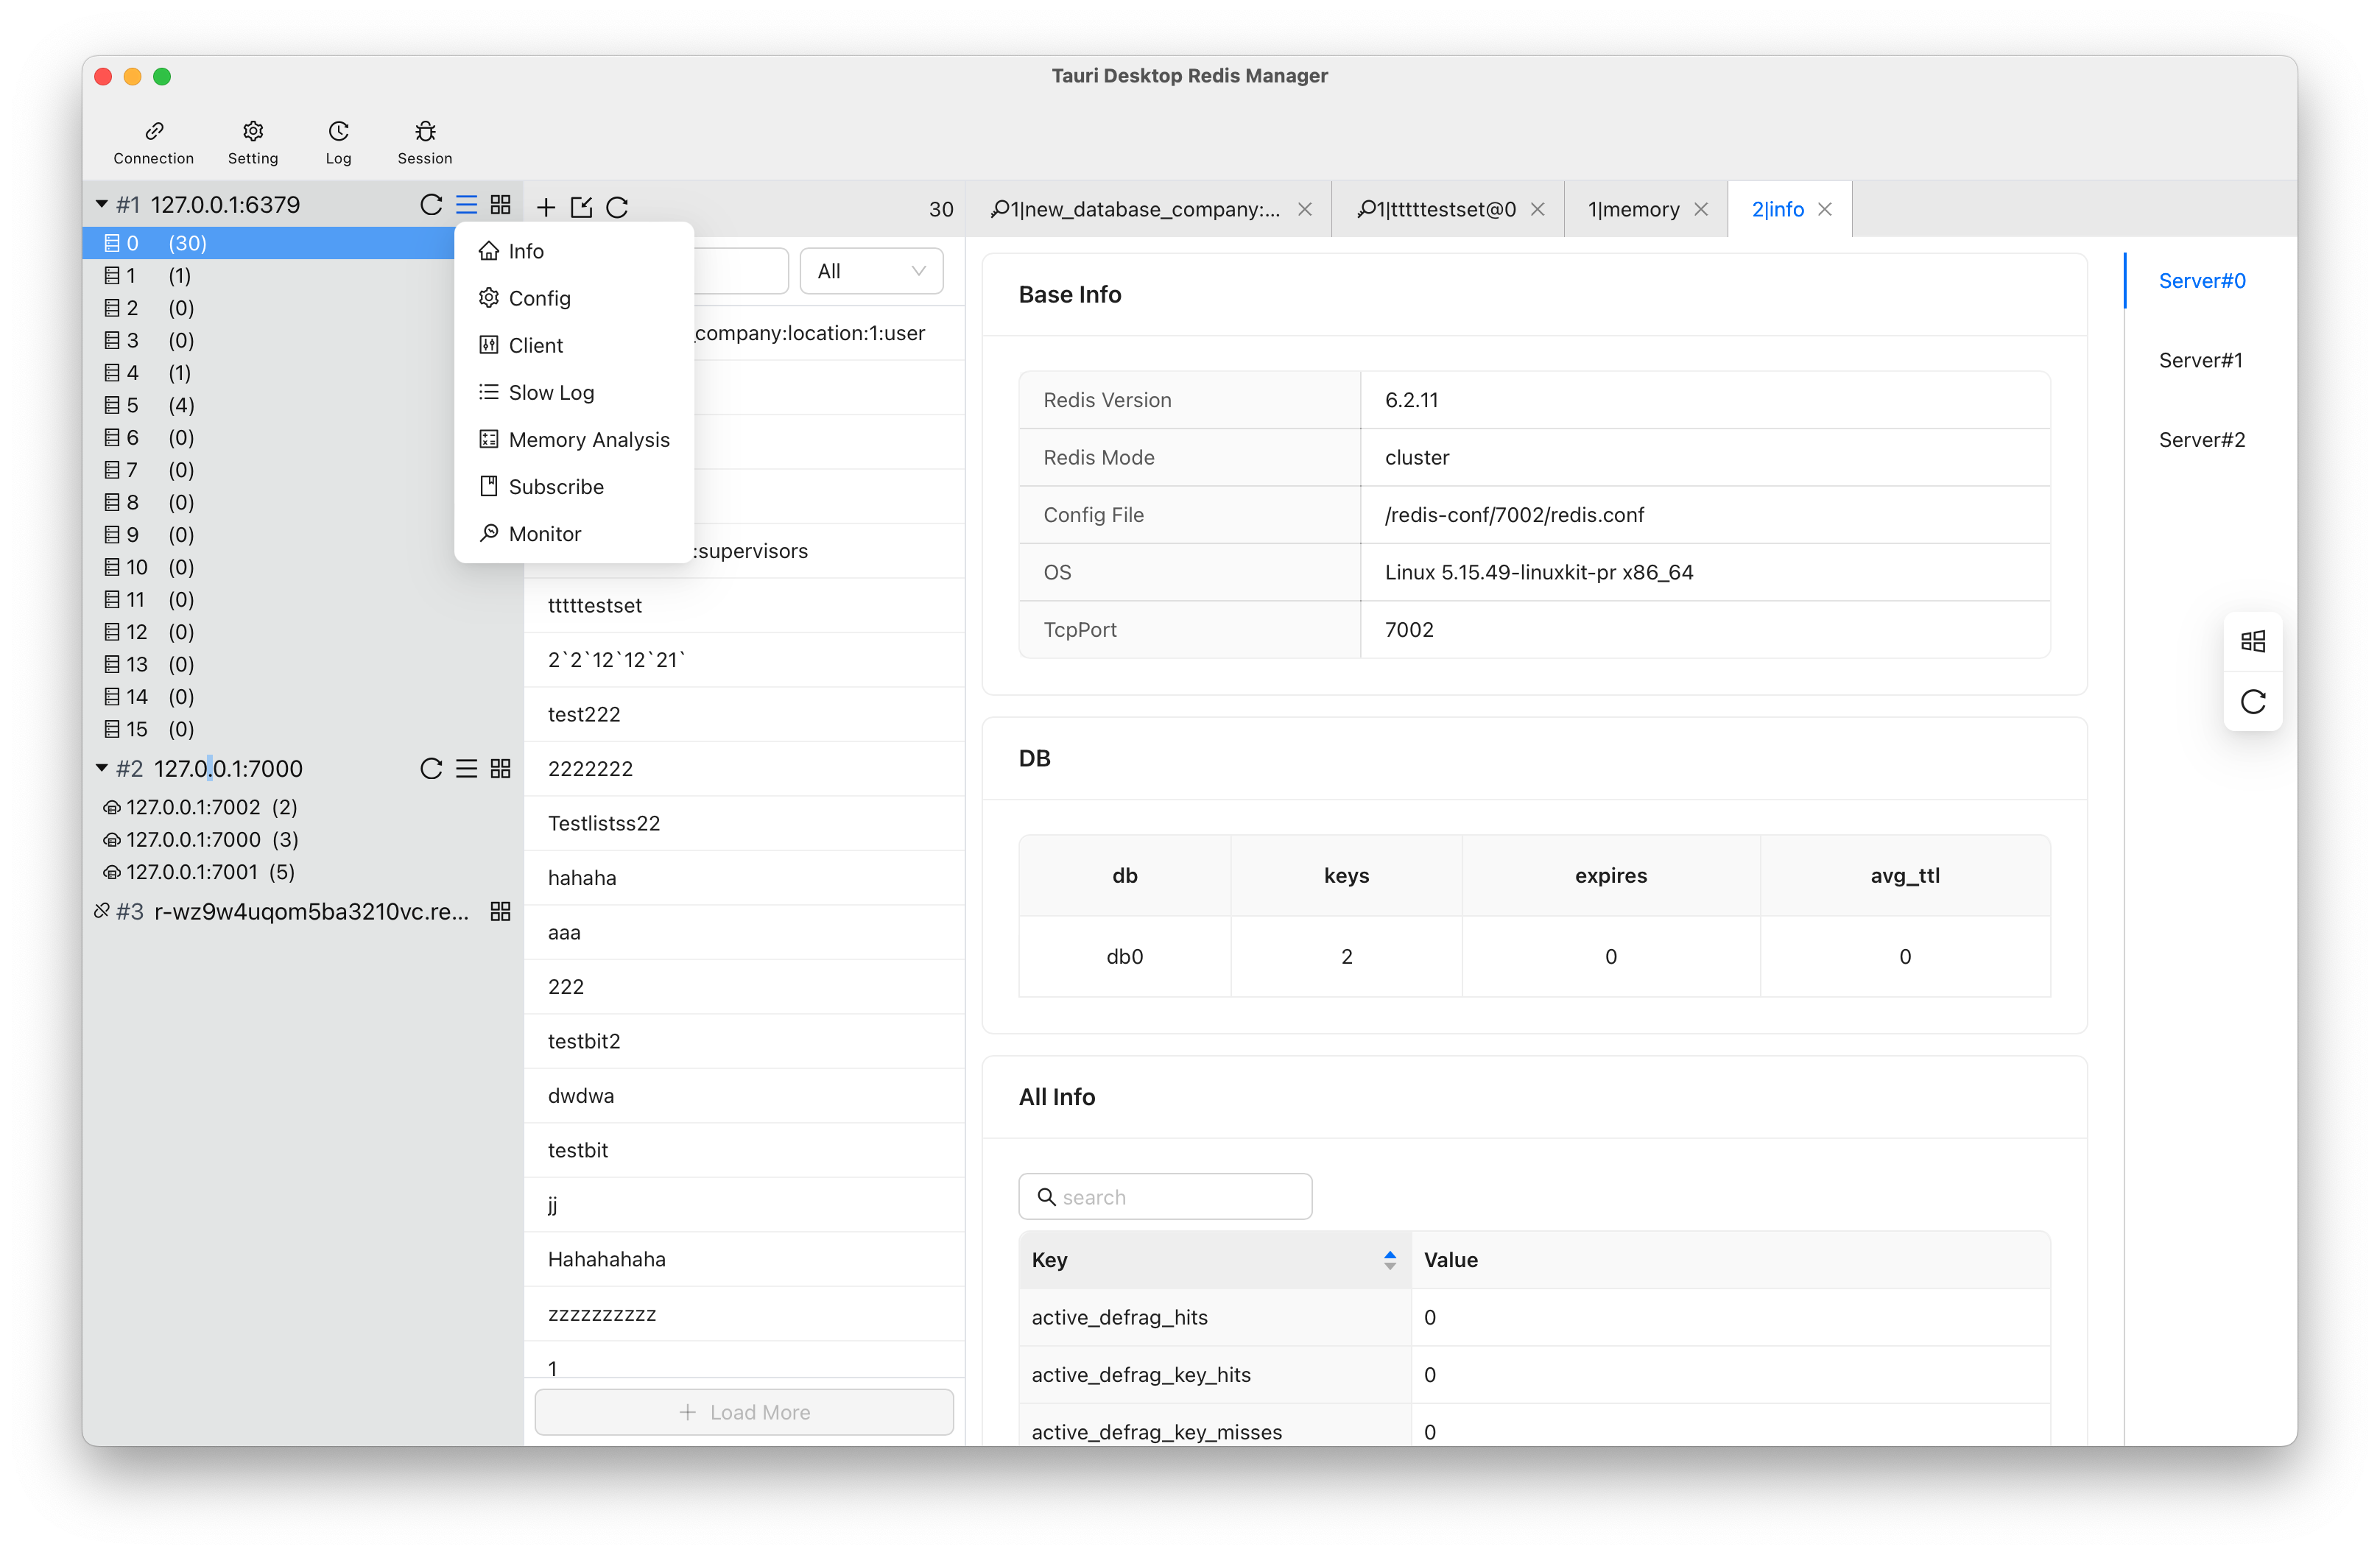 Tauri Desktop Redis Manager
Connection
Setting
Log
Session
#1 127.0.0.1:6379
0 (30)
1 (1)
2 (0)
3 (0)
4 (1)
5 (4)
6 (0)
7 (0)
8 (0)
9 (0)
10 (0)
11 (0)
12 (0)
13 (0)
14 (0)
15 (0)
#2 127.0.0.1:7000
127.0.0.1:7002 (2)
127.0.0.1:7000 (3)
127.0.0.1:7001 (5)
#3 r-wz9w4uqom5ba3210vc.re...
Info
Config
Client
Slow Log
Memory Analysis
Subscribe
Monitor
30
All
_company:location:1:user
:supervisors
tttttestset
2`2`12`12`21`
test222
2222222
Testlistss22
hahaha
aaa
222
testbit2
dwdwa
testbit
jj
Hahahahaha
zzzzzzzzzz
1
Load More
1|new_database_company:...
1|tttttestset@0
1|memory
2|info
Base Info
Redis Version 6.2.11
Redis Mode cluster
Config File /redis-conf/7002/redis.conf
OS Linux 5.15.49-linuxkit-pr x86_64
TcpPort 7002
DB
db keys expires avg_ttl
db0 2 0 0
All Info
search
Key Value
active_defrag_hits 0
active_defrag_key_hits 0
active_defrag_key_misses 0
Server#0
Server#1
Server#2